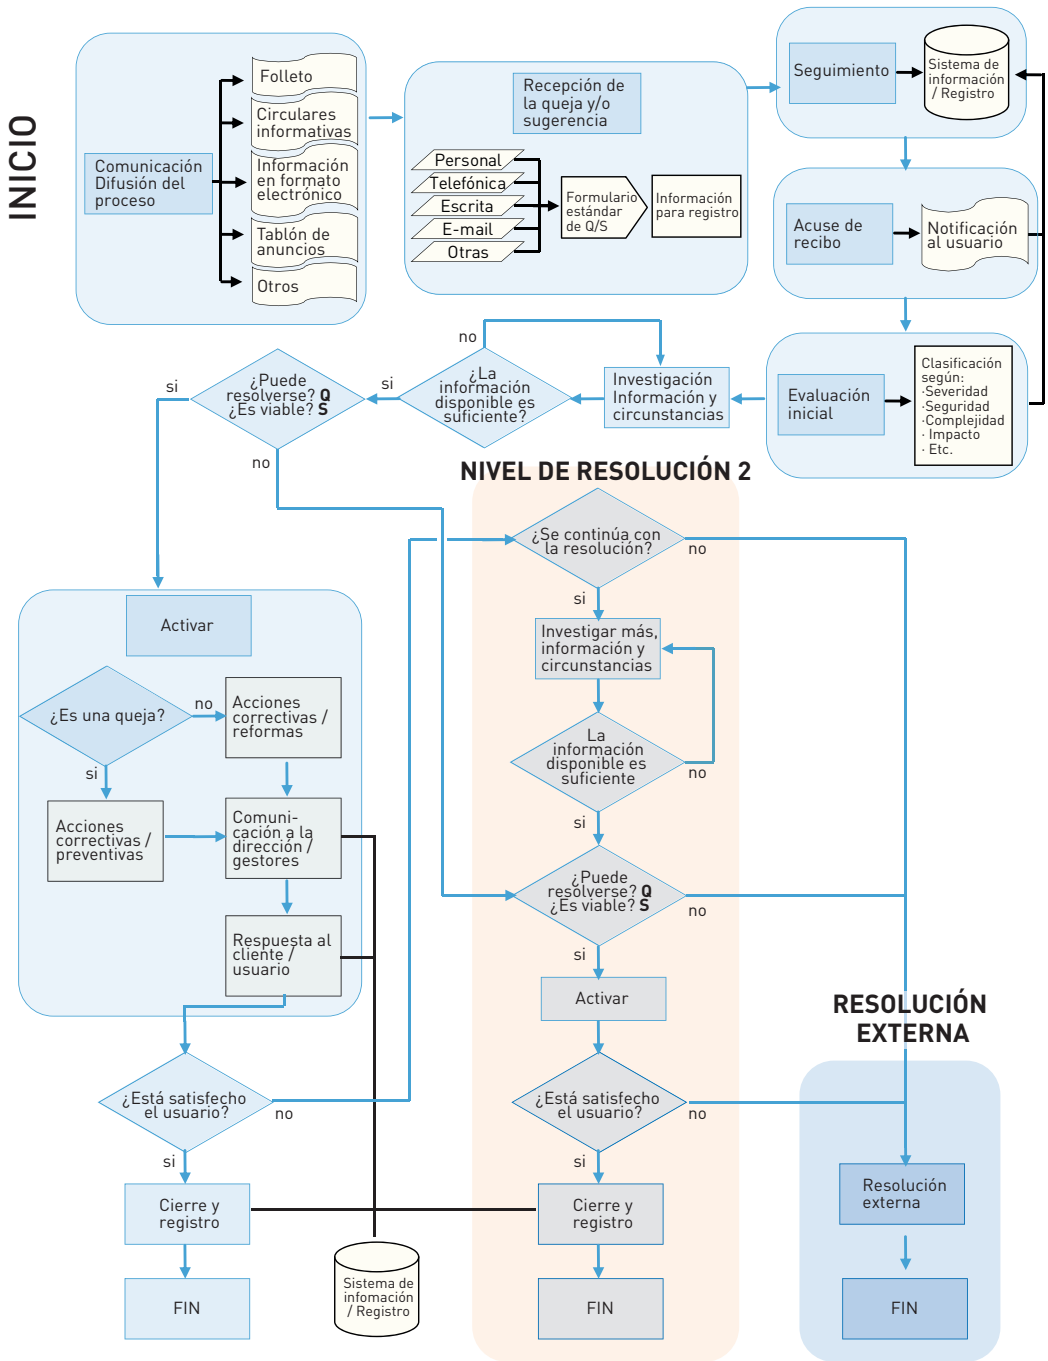 INICIO
Comunicación
Difusión del
proceso
Folleto
Circulares
informativas
Información
en formato
electrónico
Tablón de
anuncios
Otros
Recepción de
la queja y/o
sugerencia
Personal
Telefónica
Escrita
E-mail
Otras
Formulario
estándar
de Q/S
Información
para registro
Seguimiento
Sistema de
información
/ Registro
Acuse de
recibo
Notificación
al usuario
Evaluación
inicial
Clasificación
según:
·Severidad
·Seguridad
·Complejidad
· Impacto
· Etc.
Investigación
Información y
circunstancias
no
¿La
información
disponible es
suficiente?
si
¿Puede
resolverse? Q
¿Es viable? S
si
no
NIVEL DE RESOLUCIÓN 2
¿Se continúa con
la resolución?
no
si
Investigar más,
información y
circunstancias
La
información
disponible es
suficiente
no
si
¿Puede
resolverse? Q
¿Es viable? S
no
si
Activar
¿Está satisfecho
el usuario?
no
si
Cierre y
registro
FIN
Activar
¿Es una queja?
no
si
Acciones
correctivas /
reformas
Acciones
correctivas /
preventivas
Comuni-
cación a la
dirección /
gestores
Respuesta al
cliente /
usuario
¿Está satisfecho
el usuario?
no
si
Cierre y
registro
FIN
Sistema de
infomación
/ Registro
RESOLUCIÓN
EXTERNA
Resolución
externa
FIN